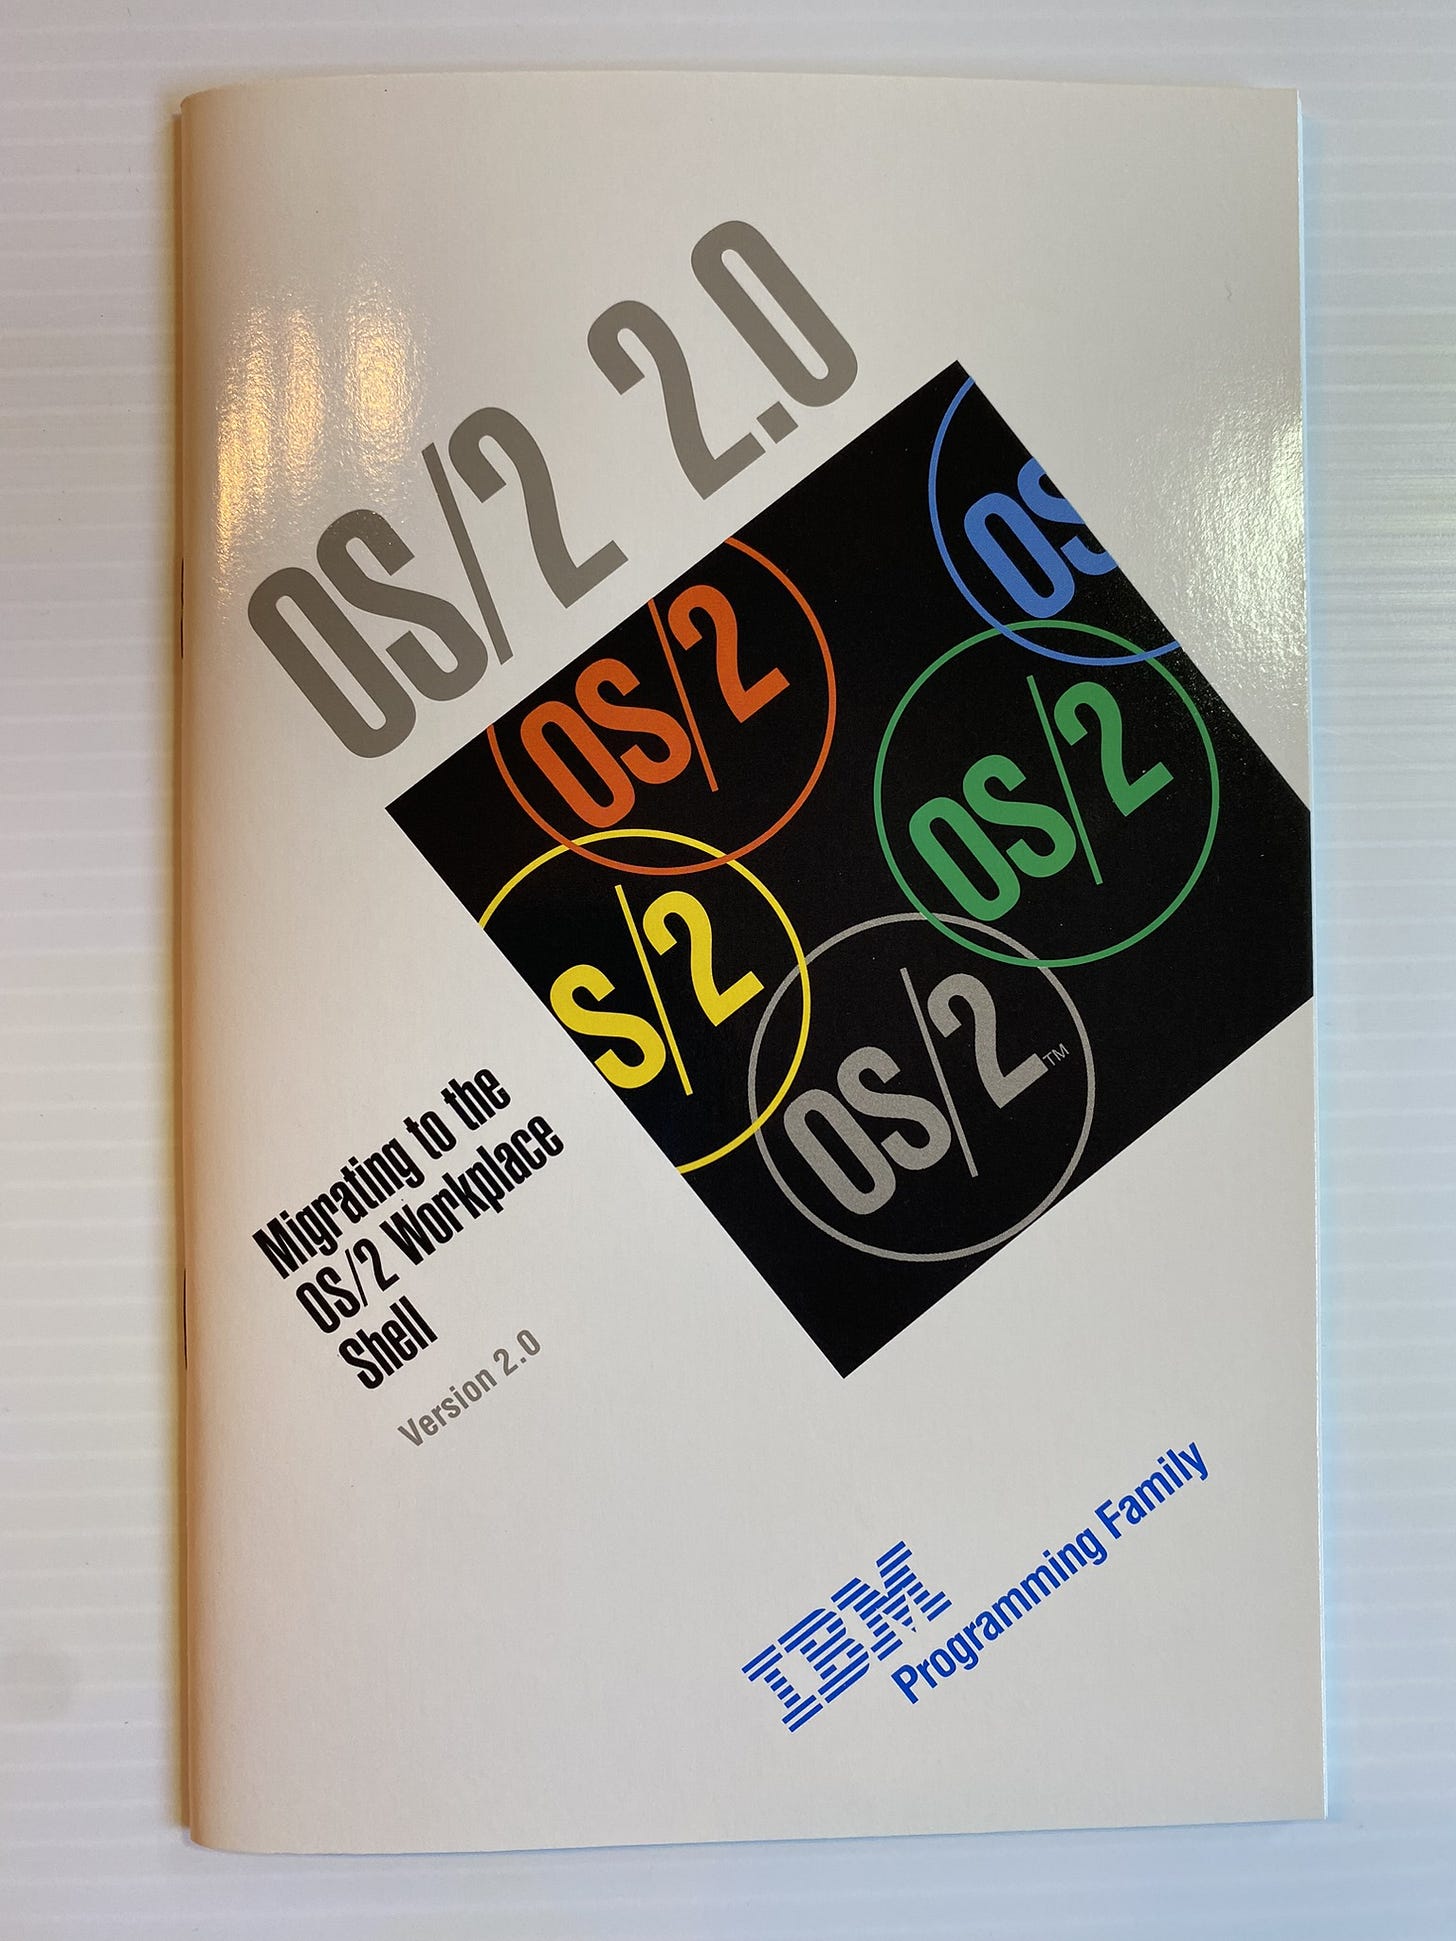 OS/2 2.0
OS
OS/2
OS/2
S/2
OS/2™
Migrating to the
OS/2 Workplace
Shell
Version 2.0
IBM
Programming Family